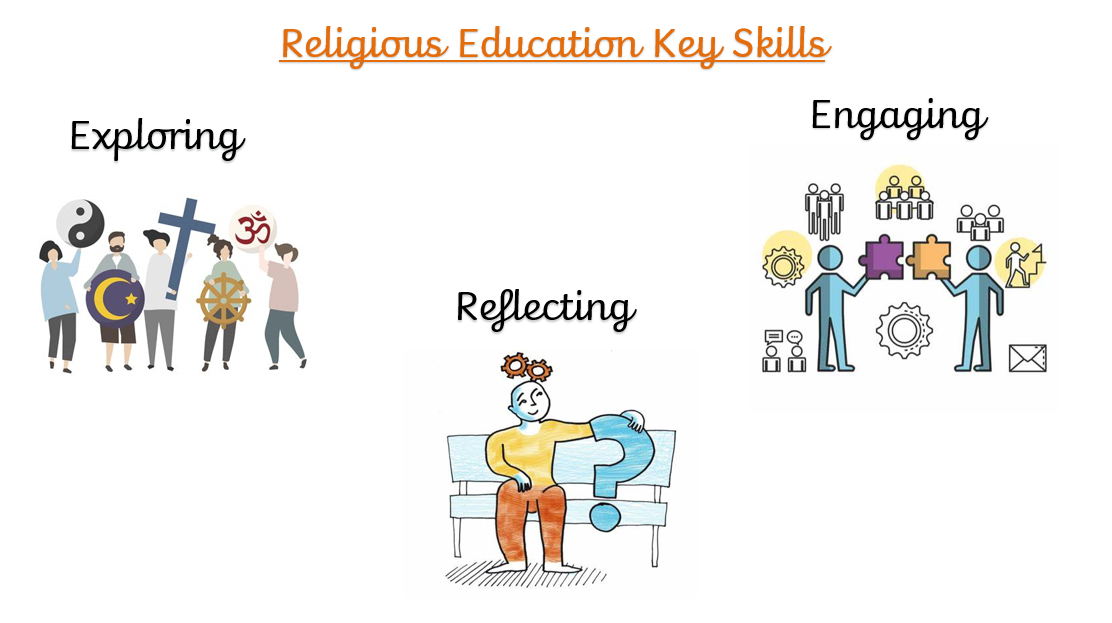 Religious Education Key Skills
Exploring
Engaging
Reflecting
ॐ
?